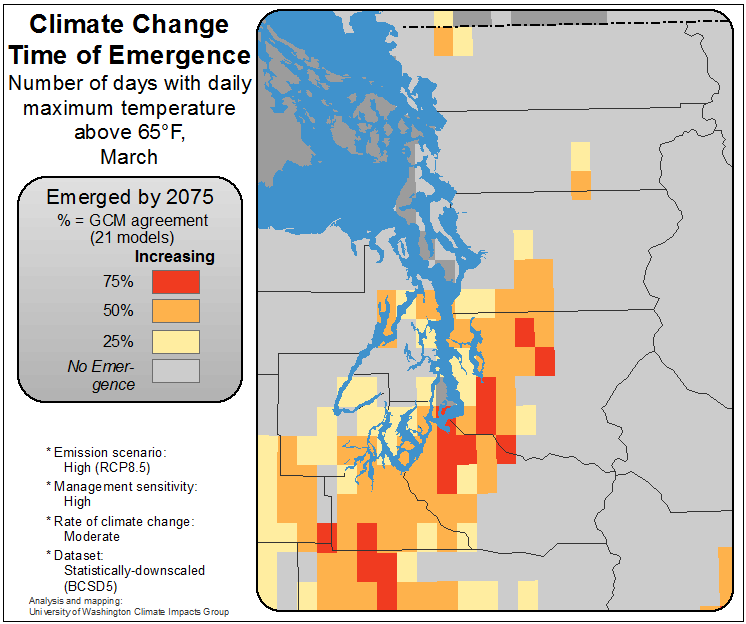 Climate Change
Time of Emergence
Number of days with daily
maximum temperature
above 65°F,
March
Emerged by 2075
% = GCM agreement
(21 models)
Increasing
75%
50%
25%
No Emer-
gence
* Emission scenario:
High (RCP8.5)
* Management sensitivity:
High
* Rate of climate change:
Moderate
* Dataset:
Statistically-downscaled
(BCSD5)
Analysis and mapping:
University of Washington Climate Impacts Group